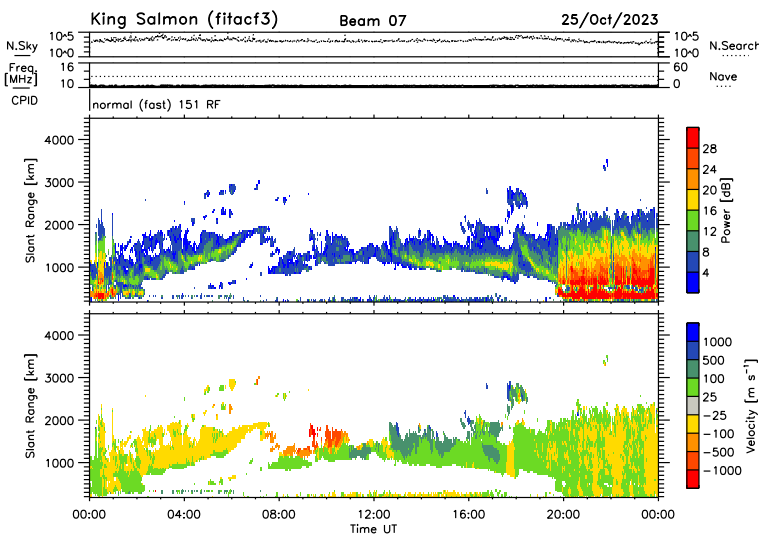 King Salmon (fitacf3) Beam 07 25/Oct/2023
N.Sky 10^5 10^0 10^5 10^0 N.Search
Freq [MHz] 16 10 60 0 Nave
CPID normal (fast) 151 RF
Slant Range [km] 4000 3000 2000 1000
Power [dB] 28 24 20 16 12 8 4
Slant Range [km] 4000 3000 2000 1000
Velocity [m s⁻¹] 1000 500 100 25 −25 −100 −500 −1000
00:00 04:00 08:00 12:00 16:00 20:00 00:00
Time UT